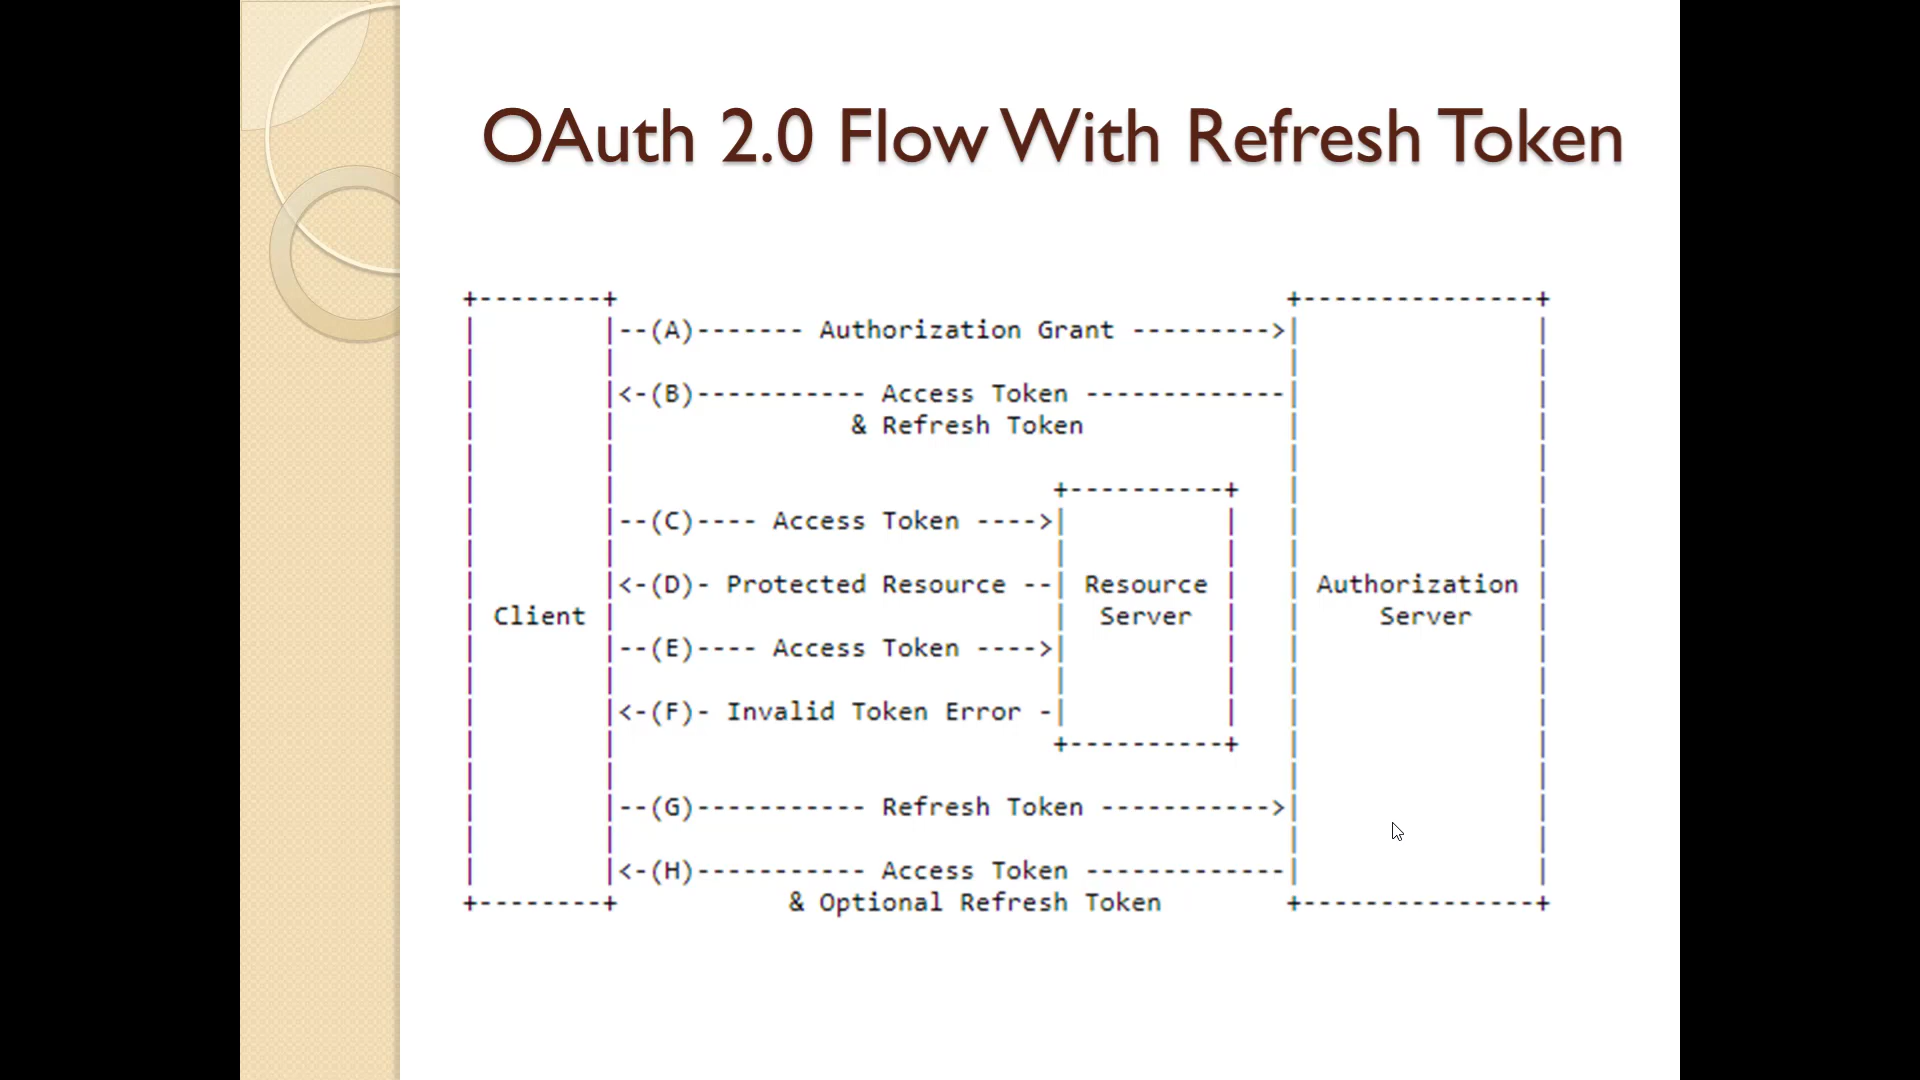 OAuth 2.0 Flow With Refresh Token
+--------+                                           +---------------+
|        |--(A)------- Authorization Grant --------->|               |
|        |                                           |               |
|        |<-(B)----------- Access Token -------------|               |
|        |               & Refresh Token             |               |
|        |                                           |               |
|        |                            +----------+   |               |
|        |--(C)---- Access Token ---->|          |   |               |
|        |                            |          |   |               |
|        |<-(D)- Protected Resource --| Resource |   | Authorization |
| Client |                            |  Server  |   |     Server    |
|        |--(E)---- Access Token ---->|          |   |               |
|        |                            |          |   |               |
|        |<-(F)- Invalid Token Error -|          |   |               |
|        |                            +----------+   |               |
|        |                                           |               |
|        |--(G)----------- Refresh Token ----------->|               |
|        |                                           |               |
|        |<-(H)----------- Access Token -------------|               |
+--------+           & Optional Refresh Token        +---------------+